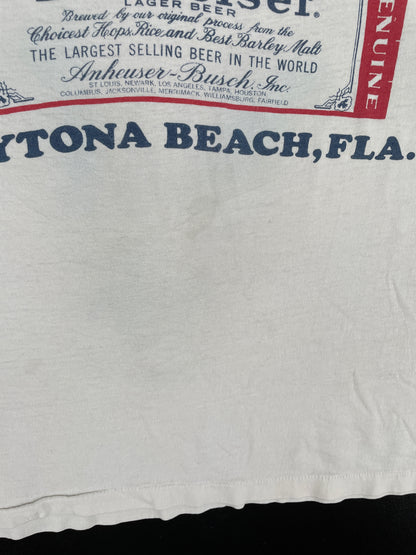 LAGER BEER
Brewed by our original process from the
Choicest Hops, Rice and Best Barley Malt
THE LARGEST SELLING BEER IN THE WORLD
Anheuser-Busch, Inc.
ST. LOUIS, NEWARK, LOS ANGELES, TAMPA, HOUSTON,
COLUMBUS, JACKSONVILLE, MERRIMACK, WILLIAMSBURG, FAIRFIELD
GENUINE
YTONA BEACH, FLA.